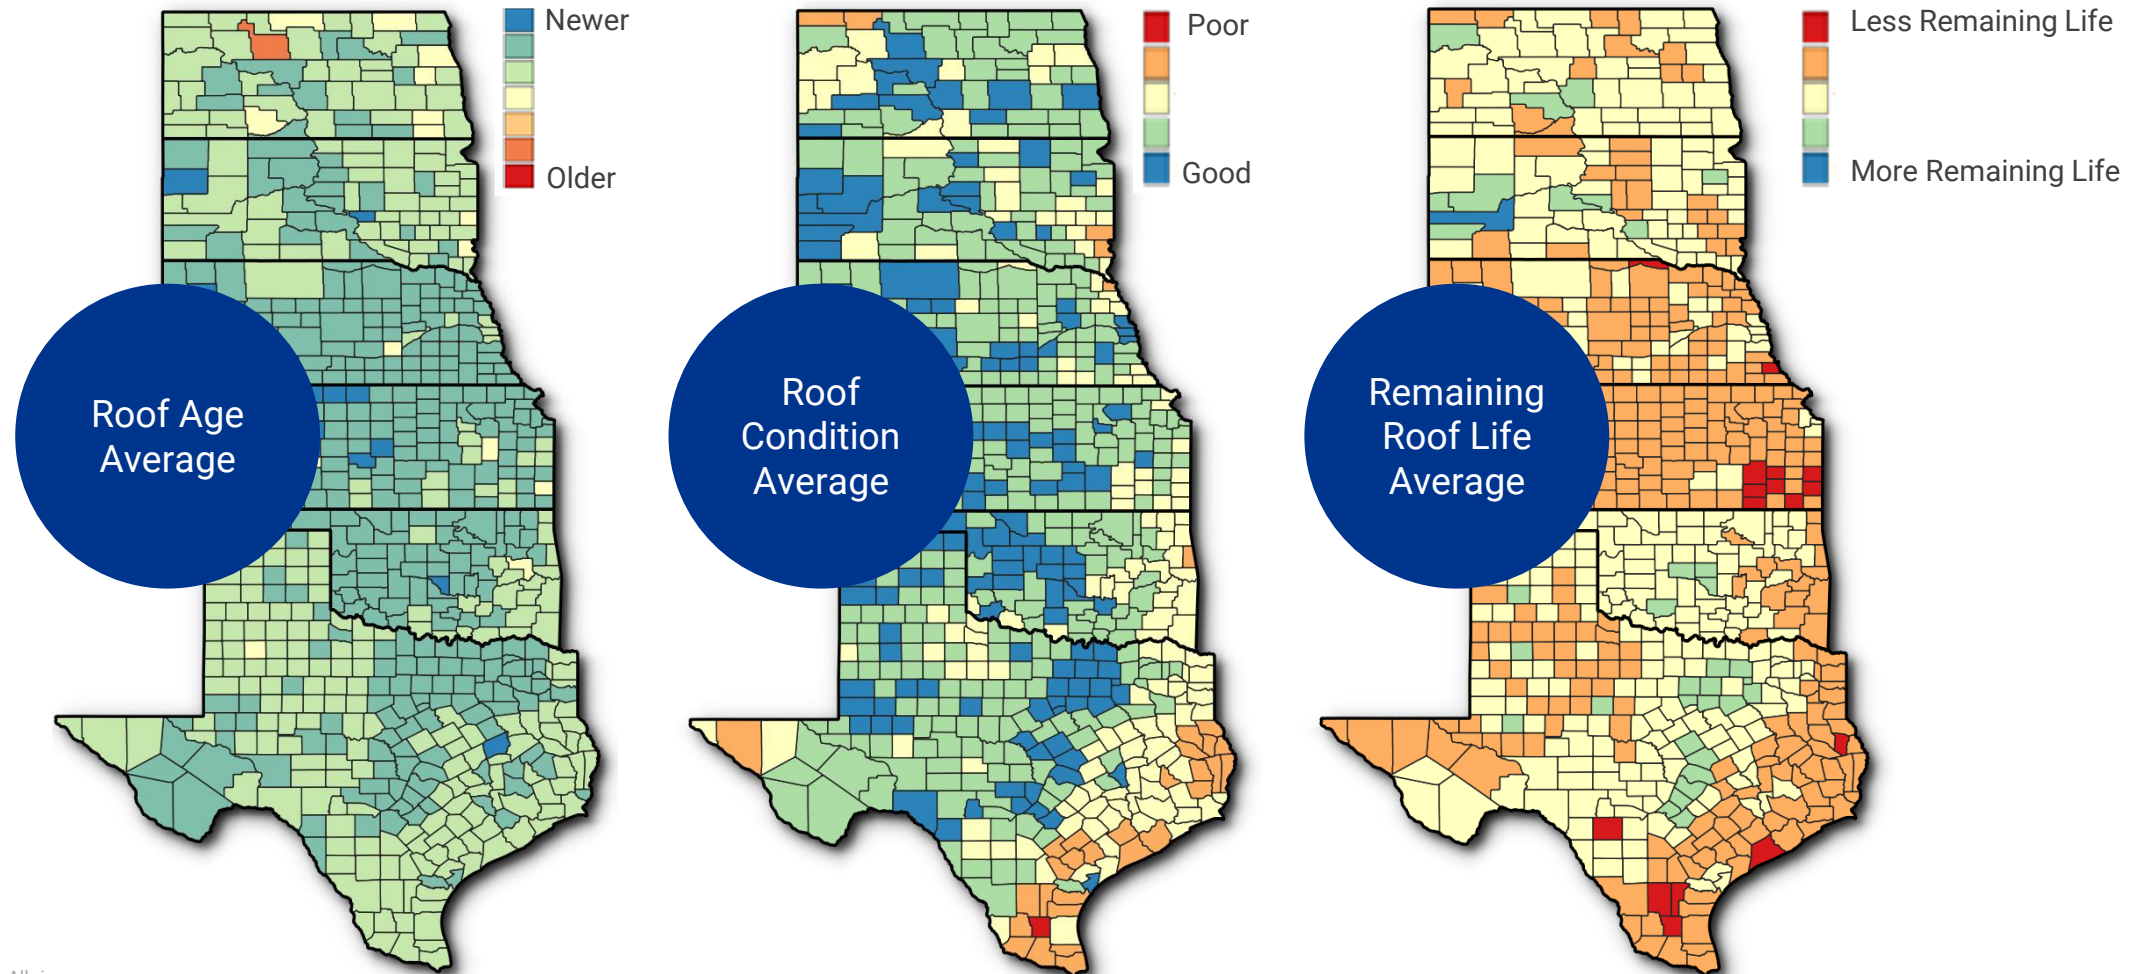 Newer
Older
Roof Age
Average
Poor
Good
Roof
Condition
Average
Less Remaining Life
More Remaining Life
Remaining
Roof Life
Average